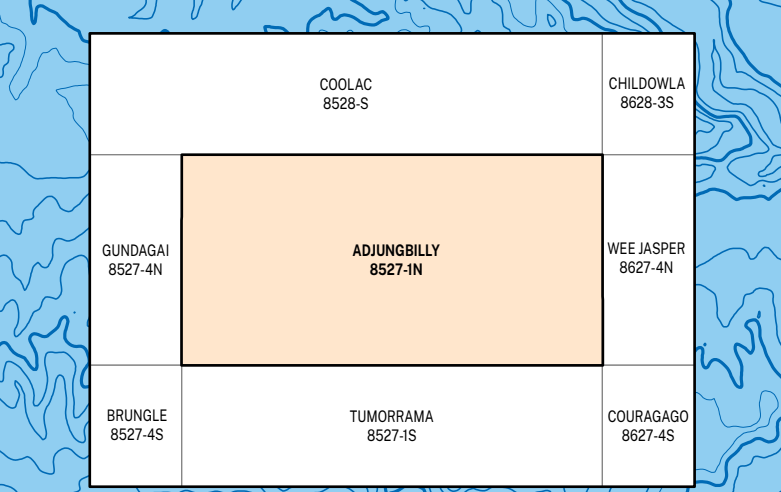 COOLAC
8528-S
CHILDOWLA
8628-3S
GUNDAGAI
8527-4N
ADJUNGBILLY
8527-1N
WEE JASPER
8627-4N
BRUNGLE
8527-4S
TUMORRAMA
8527-1S
COURAGAGO
8627-4S